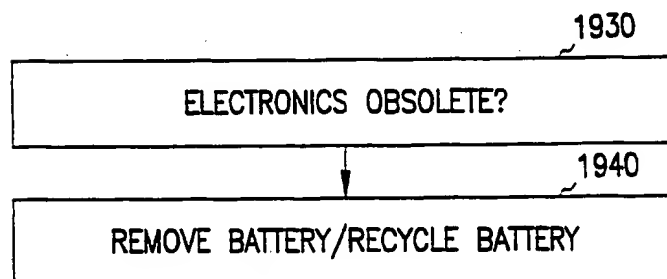 1930
ELECTRONICS OBSOLETE?
1940
REMOVE BATTERY/RECYCLE BATTERY